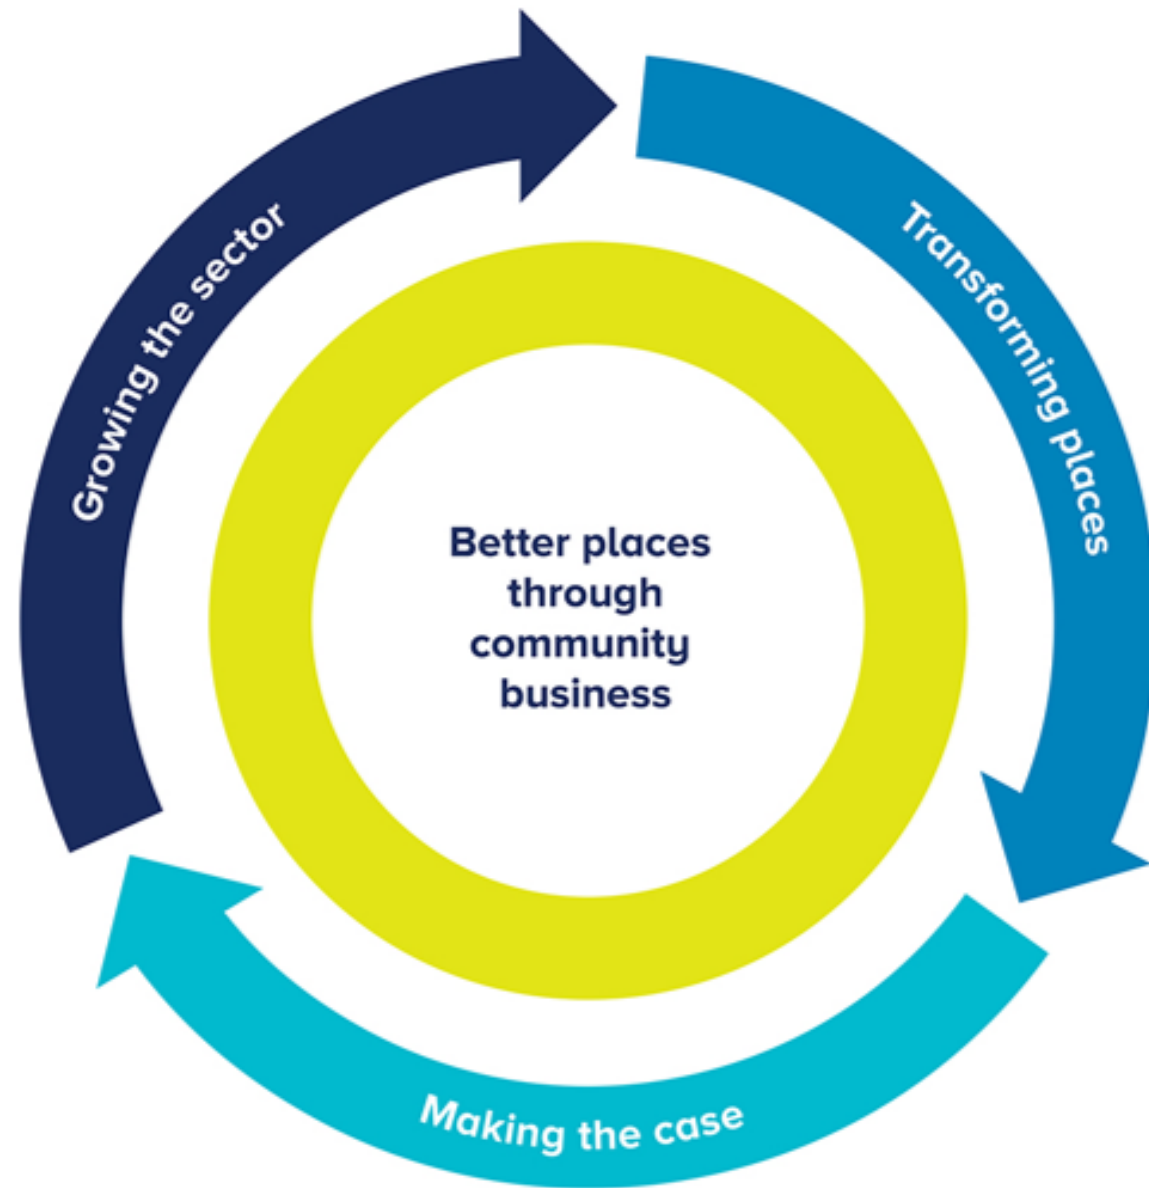 Growing the sector
Transforming places
Better places
through
community
business
Making the case